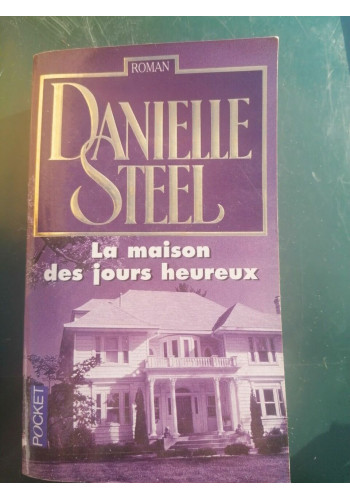 ROMAN
DANIELLE
STEEL
La maison
des jours heureux
POCKET